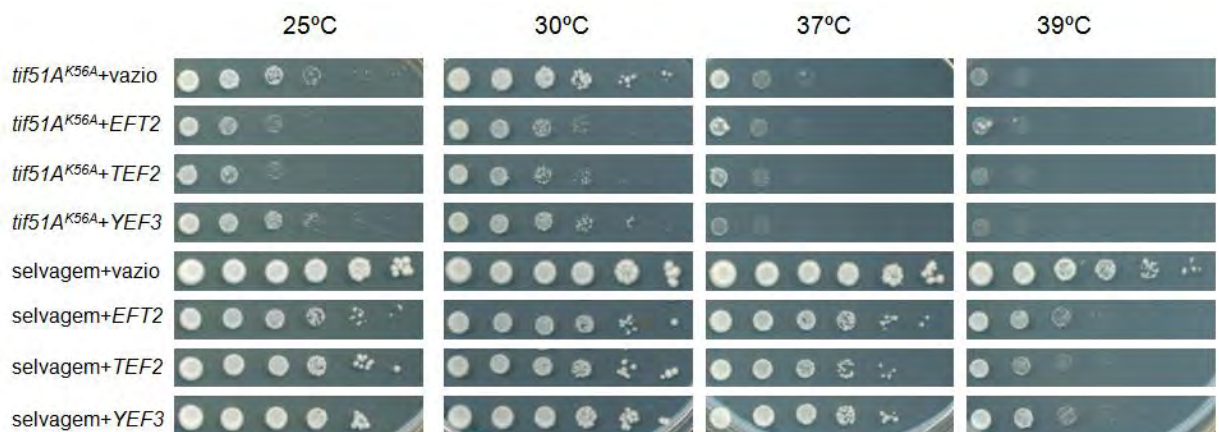 25ºC 30ºC 37ºC 39ºC
tif51A^K56A+vazio
tif51A^K56A+EFT2
tif51A^K56A+TEF2
tif51A^K56A+YEF3
selvagem+vazio
selvagem+EFT2
selvagem+TEF2
selvagem+YEF3